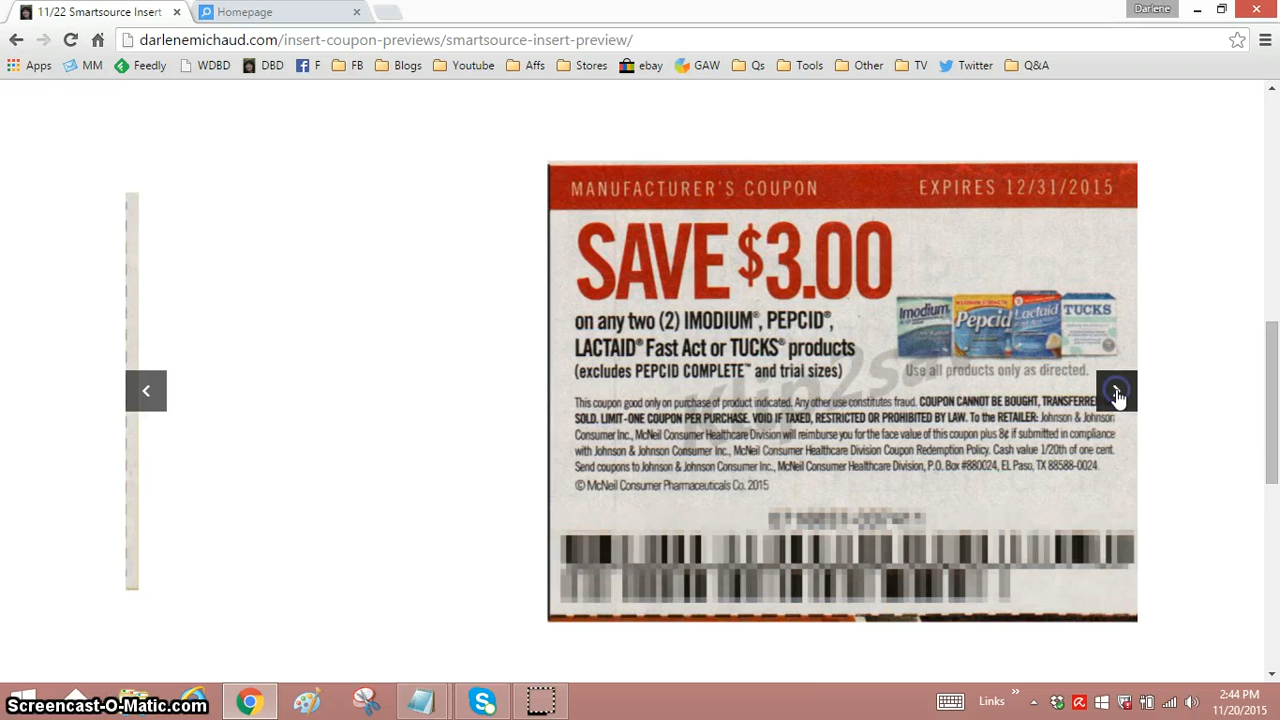 11/22 Smartsource Insert
Homepage
Darlene
darlenemichaud.com/insert-coupon-previews/smartsource-insert-preview/
Apps MM Feedly WDBD DBD F FB Blogs Youtube Affs Stores ebay GAW Qs Tools Other TV Twitter Q&A
MANUFACTURER'S COUPON EXPIRES 12/31/2015
SAVE $3.00
on any two (2) IMODIUM®, PEPCID®,
LACTAID® Fast Act or TUCKS® products
(excludes PEPCID COMPLETE™ and trial sizes)
Imodium
MAXIMUM STRENGTH
Pepcid
Lactaid
TUCKS
Use all products only as directed.
klip2save
This coupon good only on purchase of product indicated. Any other use constitutes fraud. COUPON CANNOT BE BOUGHT, TRANSFERRED
SOLD. LIMIT-ONE COUPON PER PURCHASE. VOID IF TAXED, RESTRICTED OR PROHIBITED BY LAW. To the RETAILER: Johnson & Johnson
Consumer Inc., McNeil Consumer Healthcare Division will reimburse you for the face value of this coupon plus 8¢ if submitted in compliance
with Johnson & Johnson Consumer Inc., McNeil Consumer Healthcare Division Coupon Redemption Policy. Cash value 1/20th of one cent.
Send coupons to Johnson & Johnson Consumer Inc., McNeil Consumer Healthcare Division, P.O. Box #880024, EL Paso, TX 88588-0024.
© McNeil Consumer Pharmaceuticals Co. 2015
Screencast-O-Matic.com
Links
2:44 PM
11/20/2015